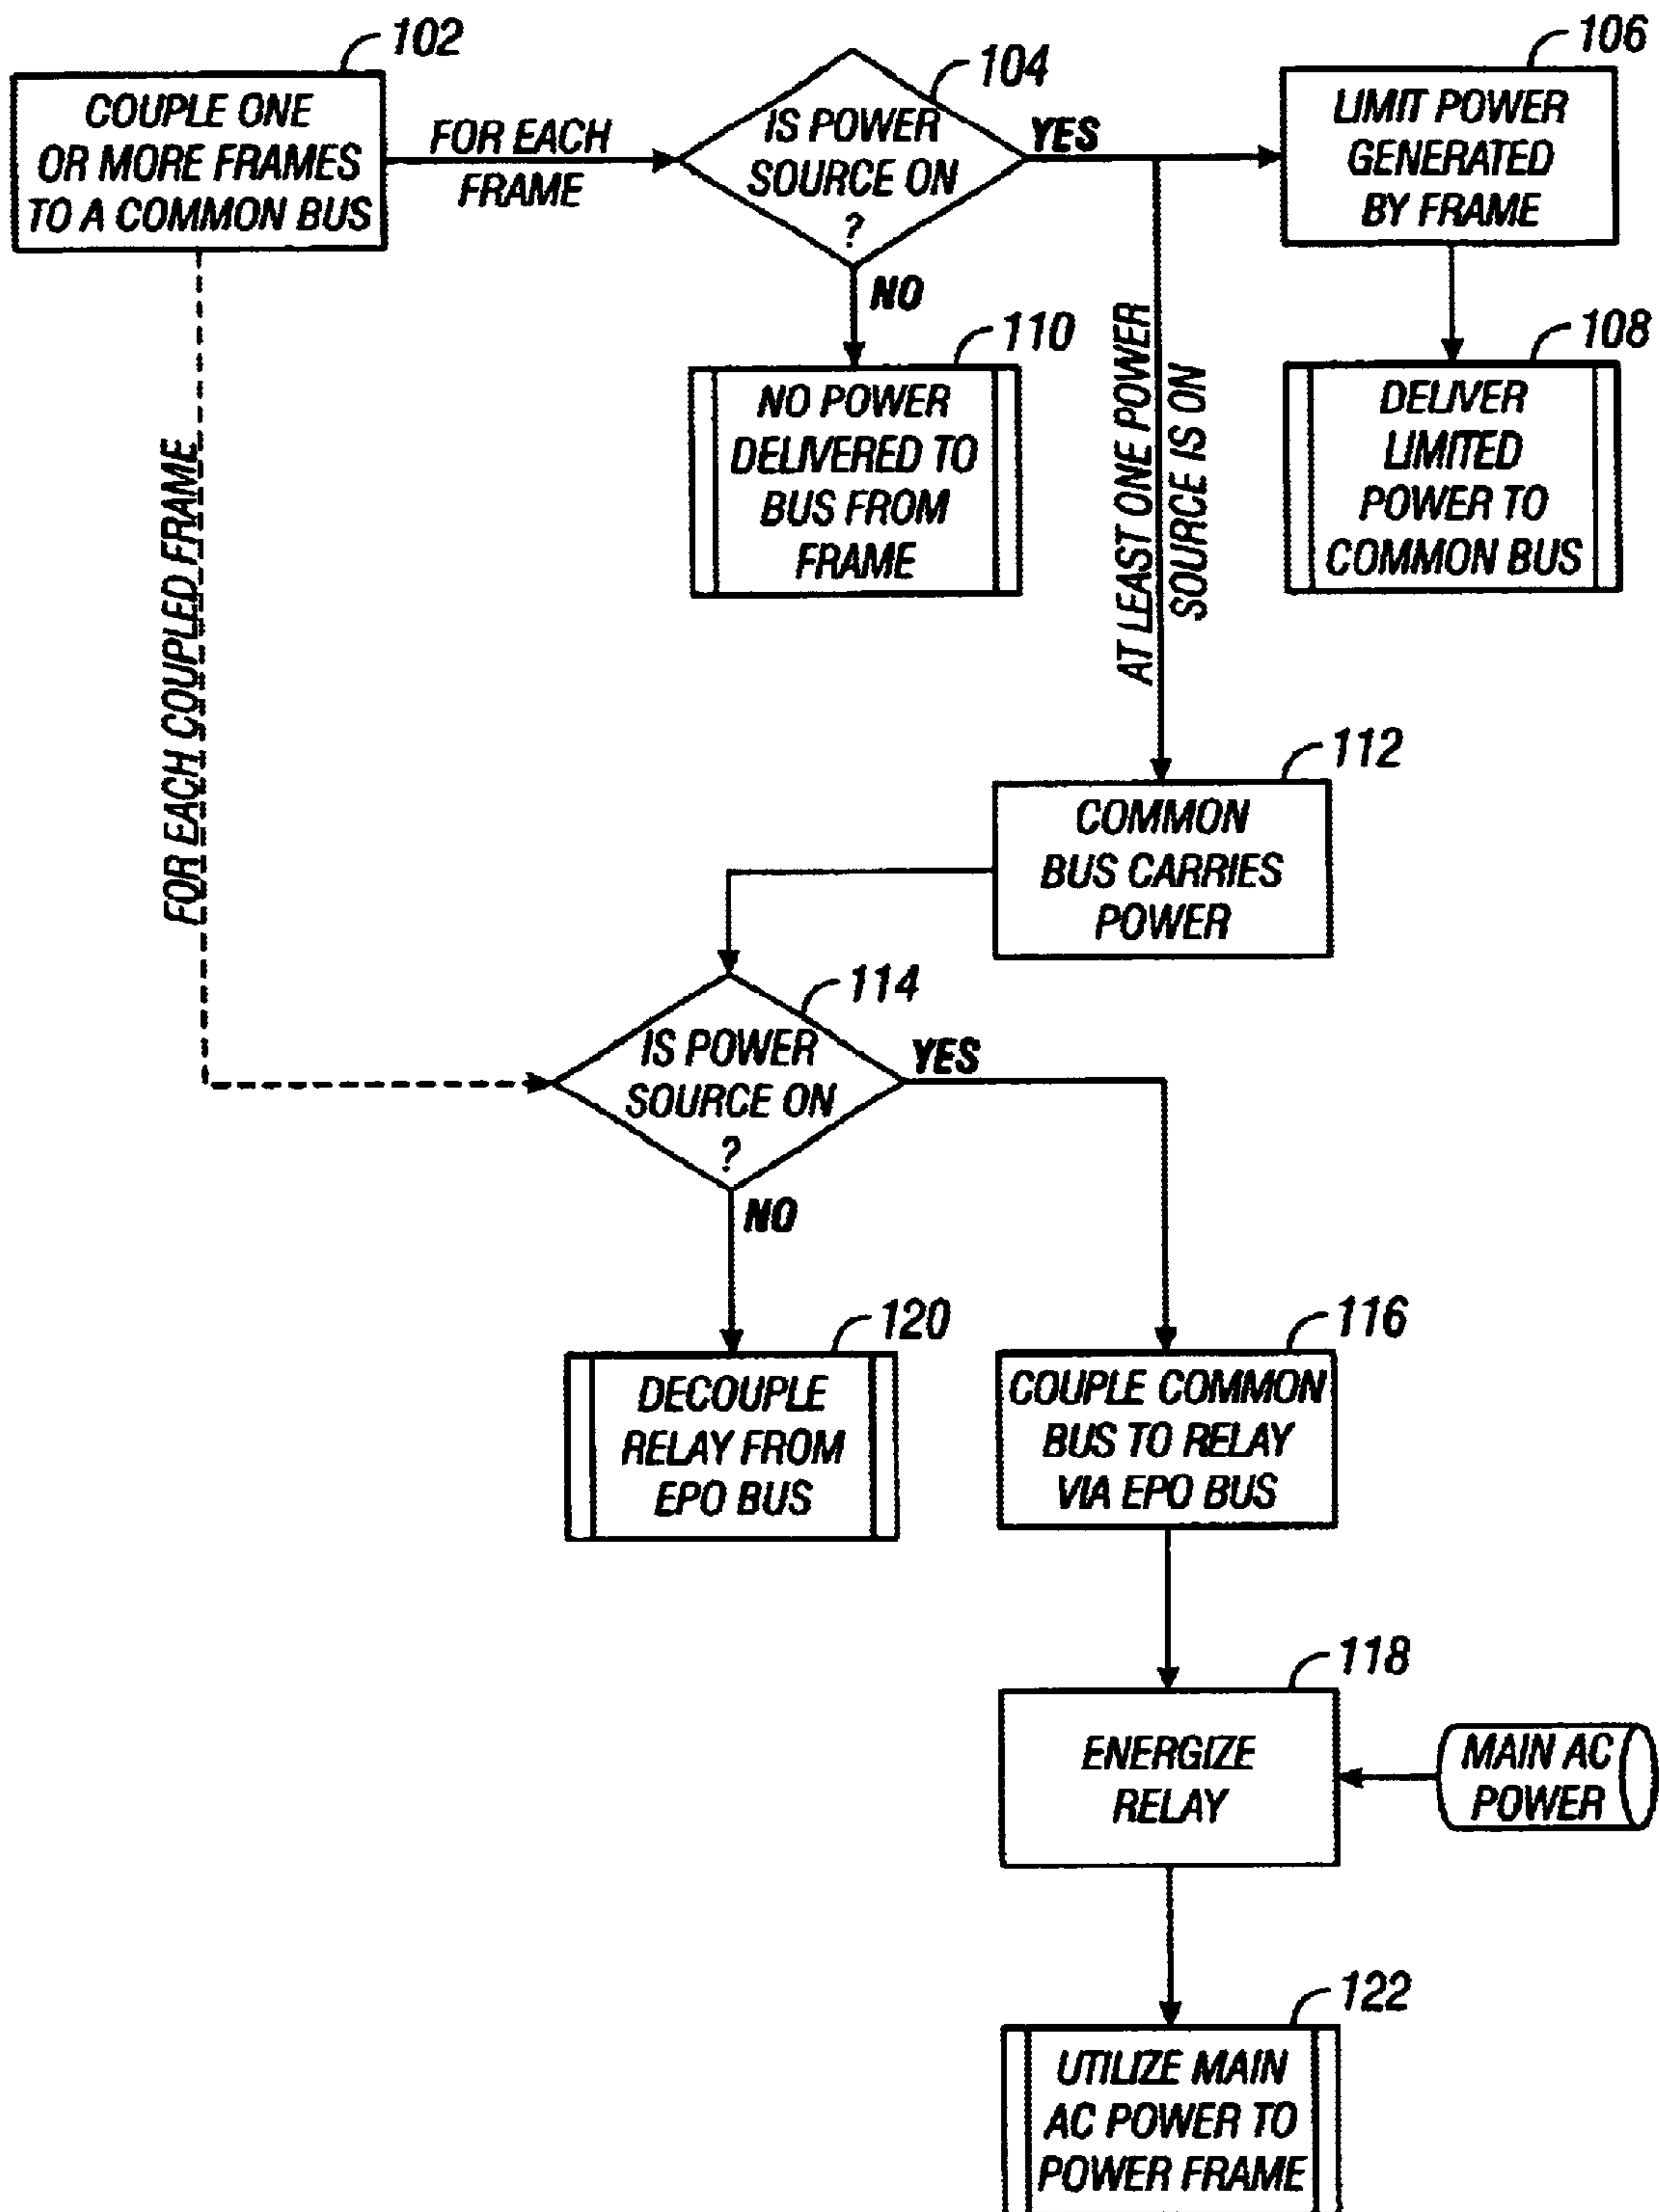 102
COUPLE ONE
OR MORE FRAMES
TO A COMMON BUS
FOR EACH
FRAME
104
IS POWER
SOURCE ON
?
YES
NO
106
LIMIT POWER
GENERATED
BY FRAME
110
NO POWER
DELIVERED TO
BUS FROM
FRAME
AT LEAST ONE POWER
SOURCE IS ON
108
DELIVER
LIMITED
POWER TO
COMMON BUS
FOR EACH COUPLED FRAME
112
COMMON
BUS CARRIES
POWER
114
IS POWER
SOURCE ON
?
YES
NO
120
DECOUPLE
RELAY FROM
EPO BUS
116
COUPLE COMMON
BUS TO RELAY
VIA EPO BUS
118
ENERGIZE
RELAY
MAIN AC
POWER
122
UTILIZE MAIN
AC POWER TO
POWER FRAME